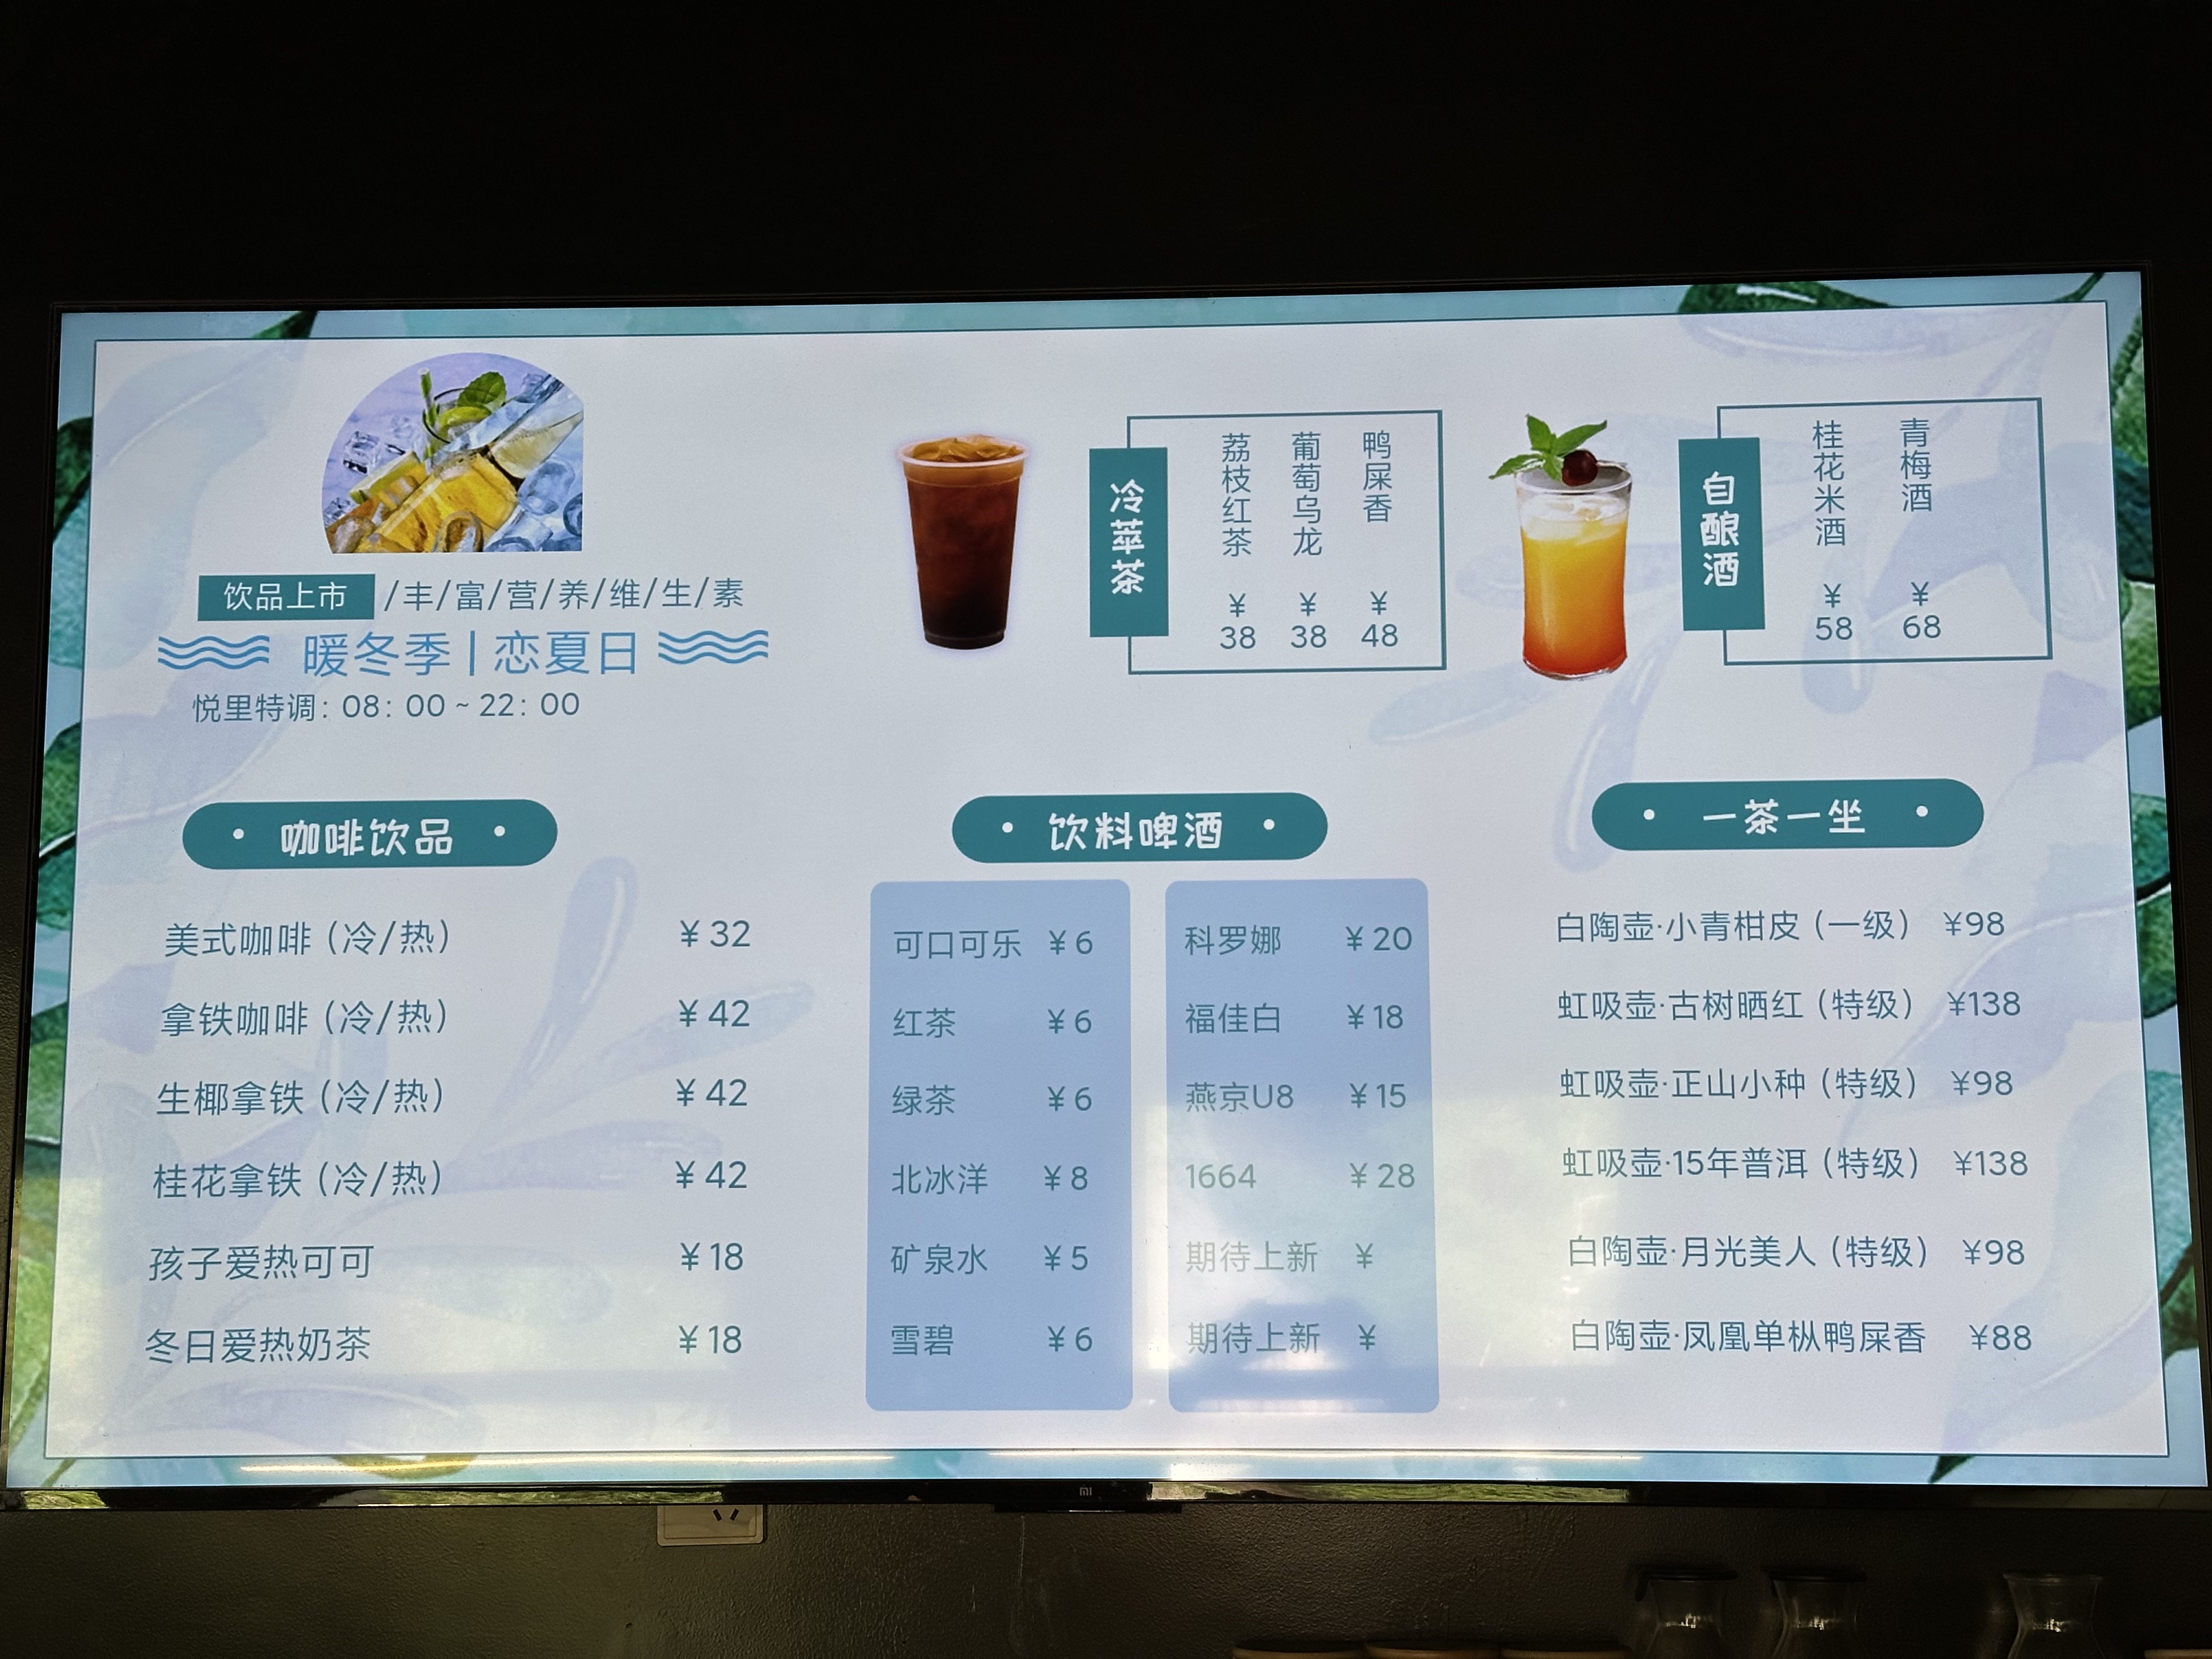 饮品上市 /丰/富/营/养/维/生/素
暖冬季|恋夏日
悦里特调：08：00 ~ 22：00
冷萃茶
荔枝红茶 ¥38
葡萄乌龙 ¥38
鸭屎香 ¥48
自酿酒
桂花米酒 ¥58
青梅酒 ¥68
· 咖啡饮品 ·
美式咖啡（冷/热） ¥32
拿铁咖啡（冷/热） ¥42
生椰拿铁（冷/热） ¥42
桂花拿铁（冷/热） ¥42
孩子爱热可可 ¥18
冬日爱热奶茶 ¥18
· 饮料啤酒 ·
可口可乐 ¥6
红茶 ¥6
绿茶 ¥6
北冰洋 ¥8
矿泉水 ¥5
雪碧 ¥6
科罗娜 ¥20
福佳白 ¥18
燕京U8 ¥15
1664 ¥28
期待上新 ¥
期待上新 ¥
· 一茶一坐 ·
白陶壶·小青柑皮（一级） ¥98
虹吸壶·古树晒红（特级） ¥138
虹吸壶·正山小种（特级） ¥98
虹吸壶·15年普洱（特级） ¥138
白陶壶·月光美人（特级） ¥98
白陶壶·凤凰单枞鸭屎香 ¥88
mi